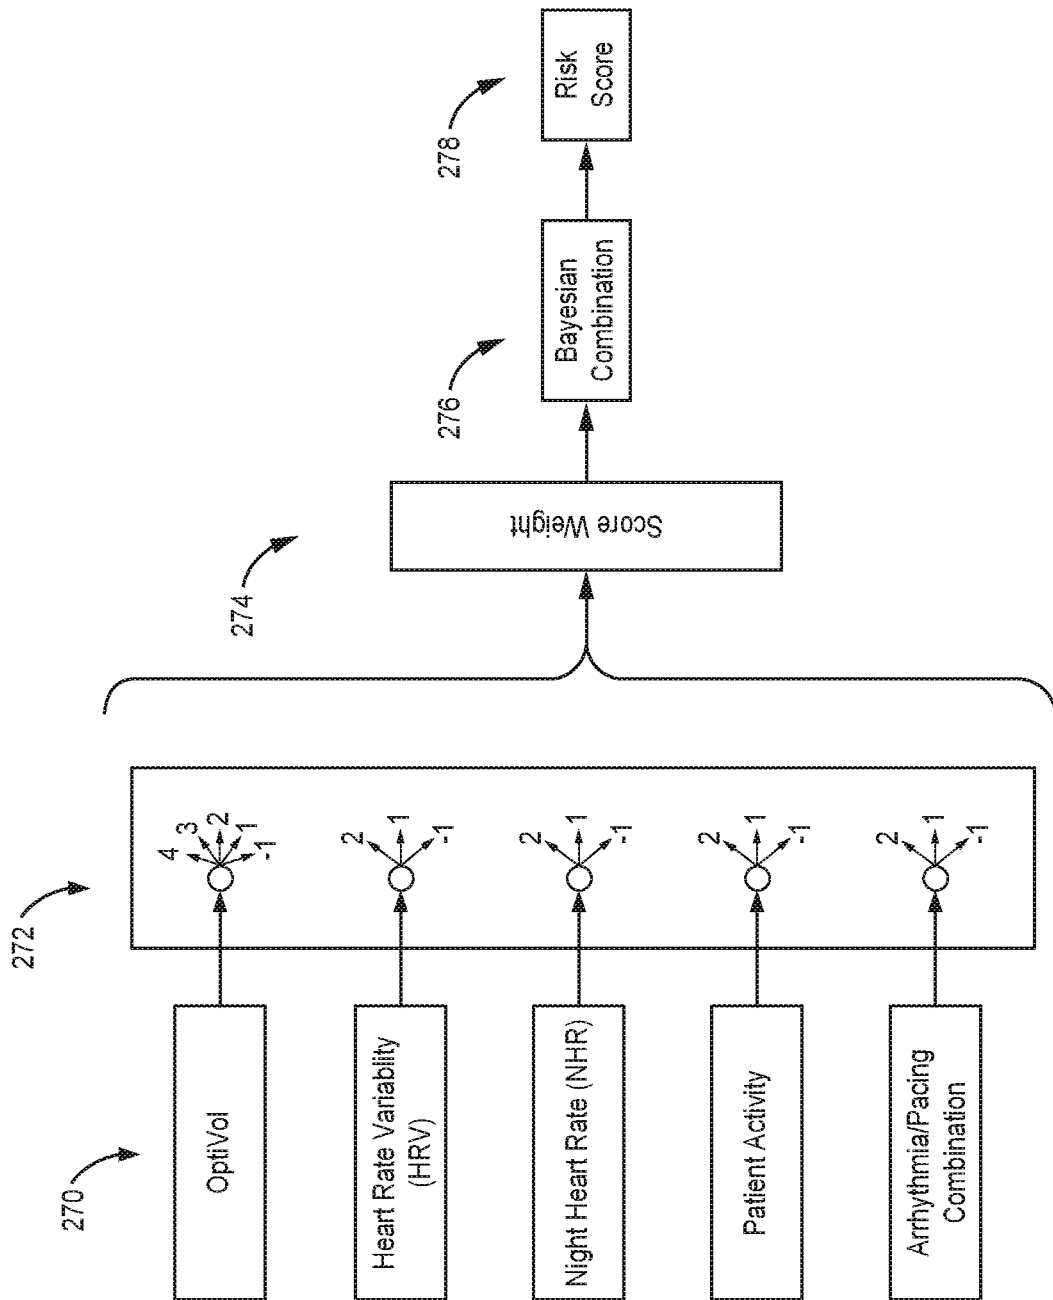 270
OptiVol
Heart Rate Variablity
(HRV)
Night Heart Rate (NHR)
Patient Activity
Arrhythmia/Pacing
Combination
272
4
3
2
1
-1
2
1
-1
2
1
-1
2
1
-1
2
1
-1
274
Score Weight
276
Bayesian
Combination
278
Risk
Score